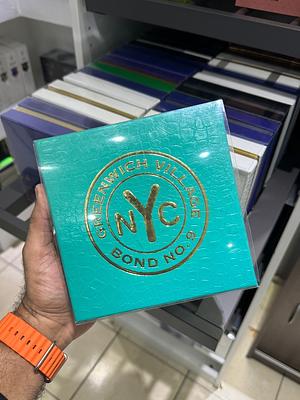 GREENWICH VILLAGE
NYC
BOND NO. 9